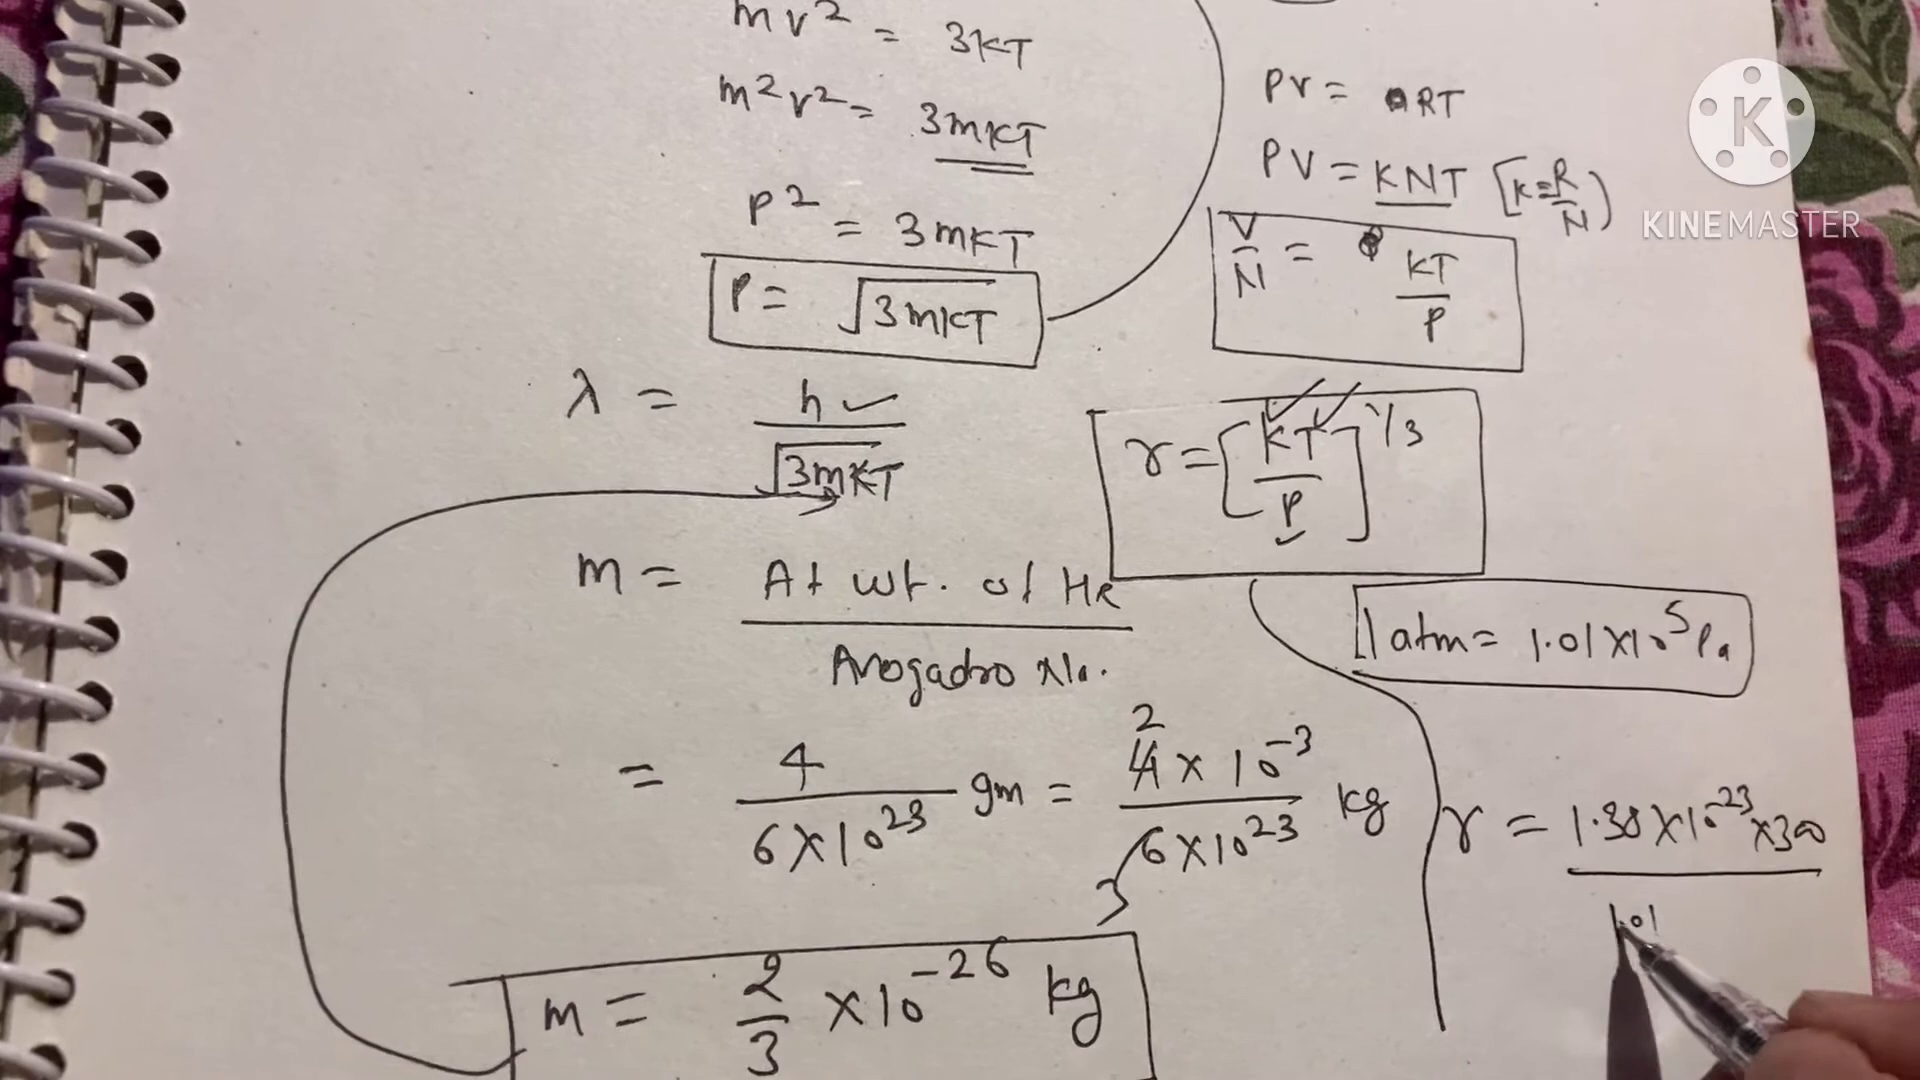 mv² = 3KT
m²v² = 3mKT
p² = 3mKT
P = √3mKT
λ = h / √3mKT
m = At wt. of He / Avogadro No.
= 4 / 6×10²³ gm = 4×10⁻³ / 6×10²³ kg
2
3
m = 2/3 ×10⁻²⁶ kg
PV = RT
PV = KNT [K=R/N)
V/N = KT/P
r = [KT/P]^1/3
1 atm = 1.01×10⁵ Pa
r = 1.38×10⁻²³×300
1.01
K
KINEMASTER